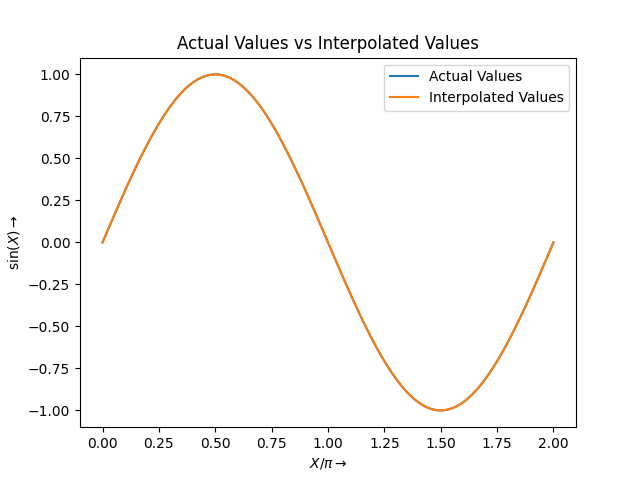 Actual Values vs Interpolated Values
Actual Values
Interpolated Values
1.00
0.75
0.50
0.25
0.00
−0.25
−0.50
−0.75
−1.00
sin(X)→
0.00 0.25 0.50 0.75 1.00 1.25 1.50 1.75 2.00
X/π→